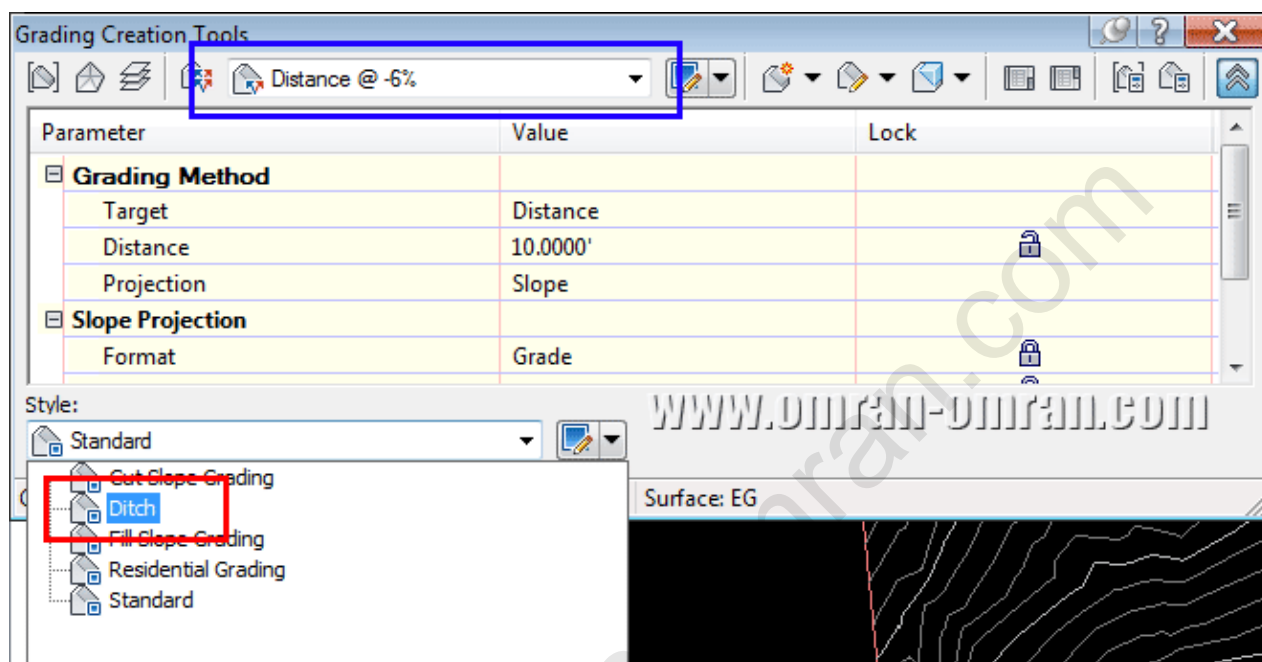 Grading Creation Tools
Distance @ -6%
Parameter Value Lock
Grading Method
Target Distance
Distance 10.0000'
Projection Slope
Slope Projection
Format Grade
Style:
www.omran-omran.com
Standard
Cut Slope Grading
Surface: EG
Ditch
Fill Slope Grading
Residential Grading
Standard